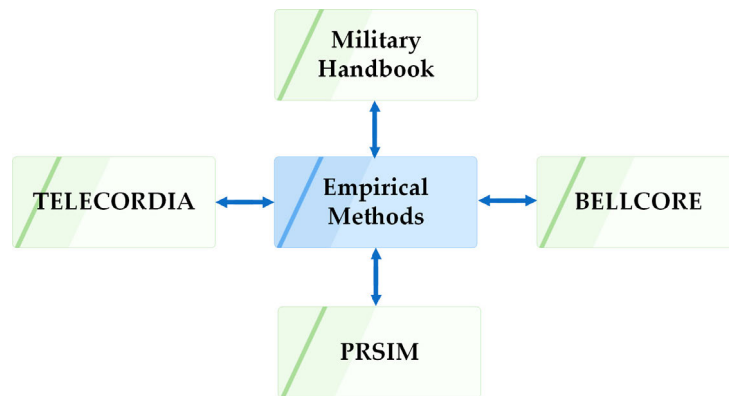 Military
Handbook
TELECORDIA
Empirical
Methods
BELLCORE
PRSIM